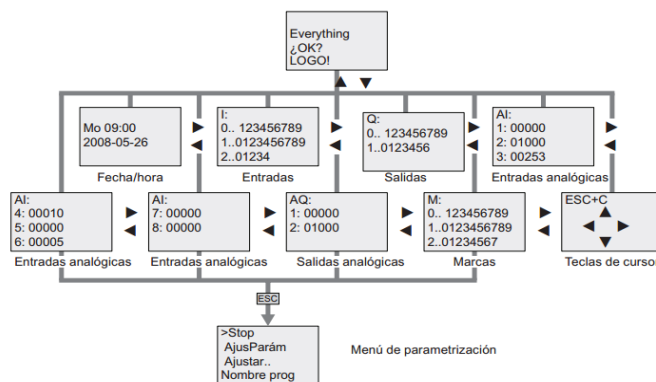 Everything
¿OK?
LOGO!
Mo 09:00
2008-05-26
Fecha/hora
I:
0.. 123456789
1..0123456789
2..01234
Entradas
Q:
0.. 123456789
1..0123456
Salidas
AI:
1: 00000
2: 01000
3: 00253
Entradas analógicas
AI:
4: 00010
5: 00000
6: 00005
Entradas analógicas
AI:
7: 00000
8: 00000
Entradas analógicas
AQ:
1: 00000
2: 01000
Salidas analógicas
M:
0.. 123456789
1..0123456789
2..01234567
Marcas
ESC+C
Teclas de cursor
ESC
>Stop
AjusParám
Ajustar..
Nombre prog
Menú de parametrización